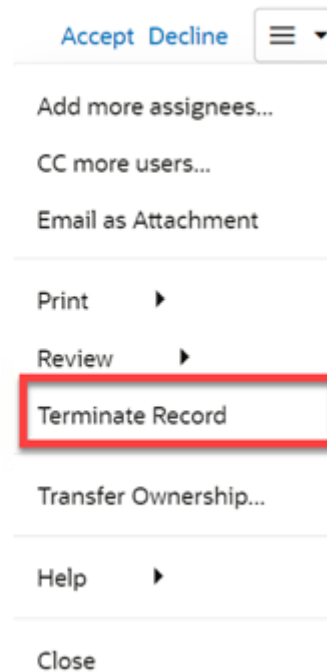 Accept Decline
Add more assignees...
CC more users...
Email as Attachment
Print
Review
Terminate Record
Transfer Ownership...
Help
Close